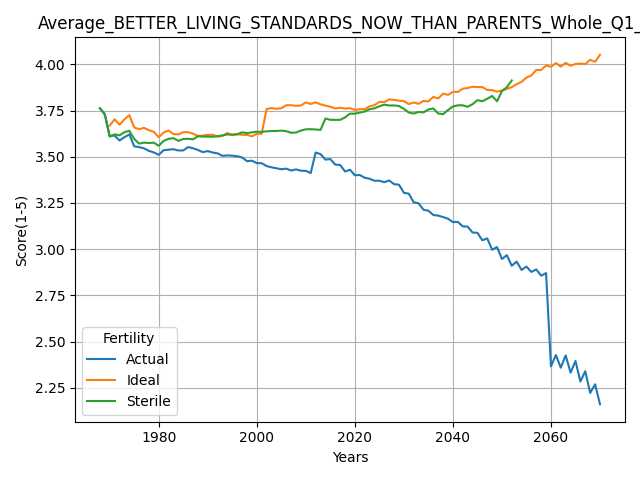 Average_BETTER_LIVING_STANDARDS_NOW_THAN_PARENTS_Whole_Q1_
Score(1-5)
4.00
3.75
3.50
3.25
3.00
2.75
2.50
2.25
Fertility
Actual
Ideal
Sterile
1980 2000 2020 2040 2060
Years